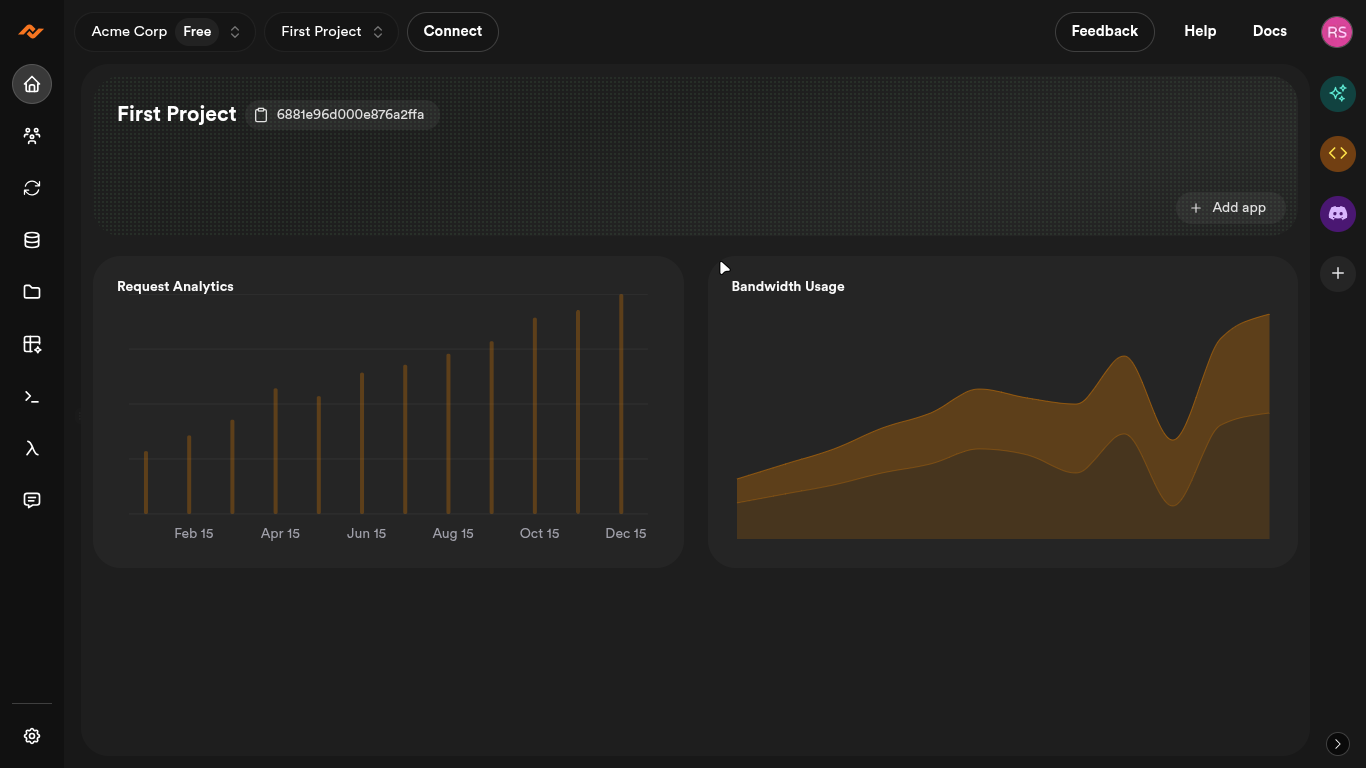 Acme Corp Free First Project Connect Feedback Help Docs RS
First Project 6881e96d000e876a2ffa
Add app
Request Analytics
Feb 15 Apr 15 Jun 15 Aug 15 Oct 15 Dec 15
Bandwidth Usage